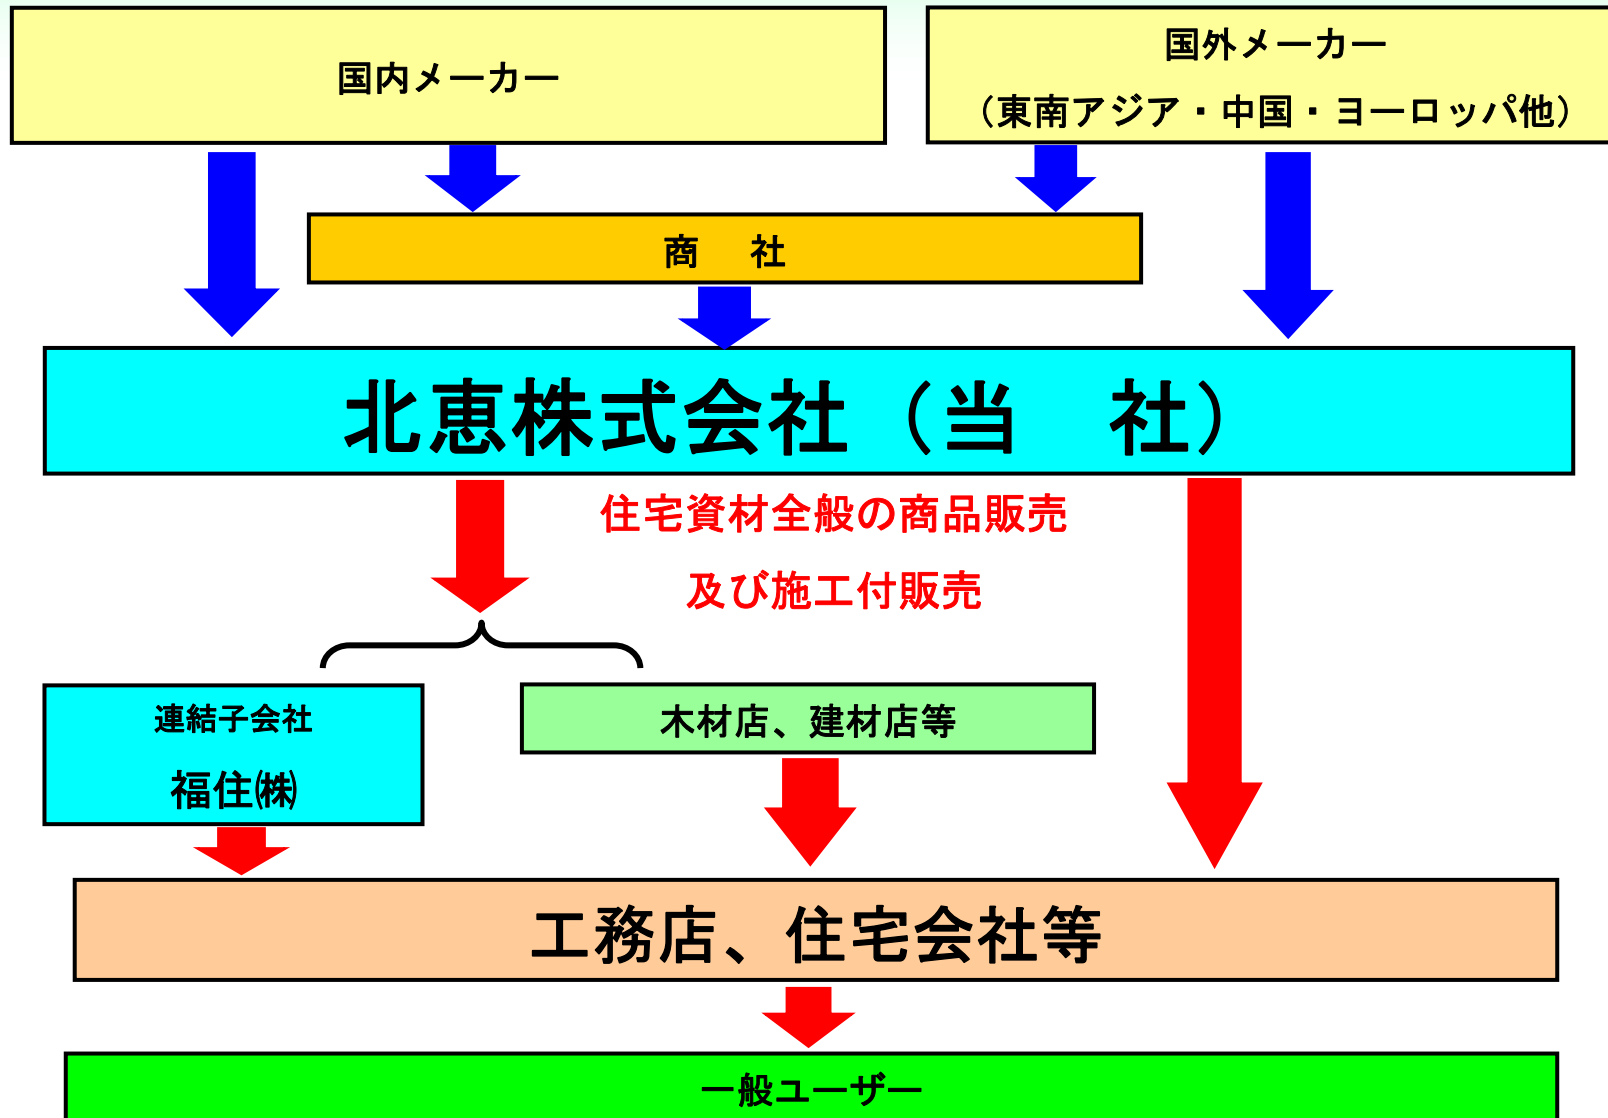 国内メーカー
国外メーカー
（東南アジア・中国・ヨーロッパ他）
商　社
北恵株式会社（当　社）
住宅資材全般の商品販売
及び施工付販売
連結子会社
福住㈱
木材店、建材店等
工務店、住宅会社等
一般ユーザー